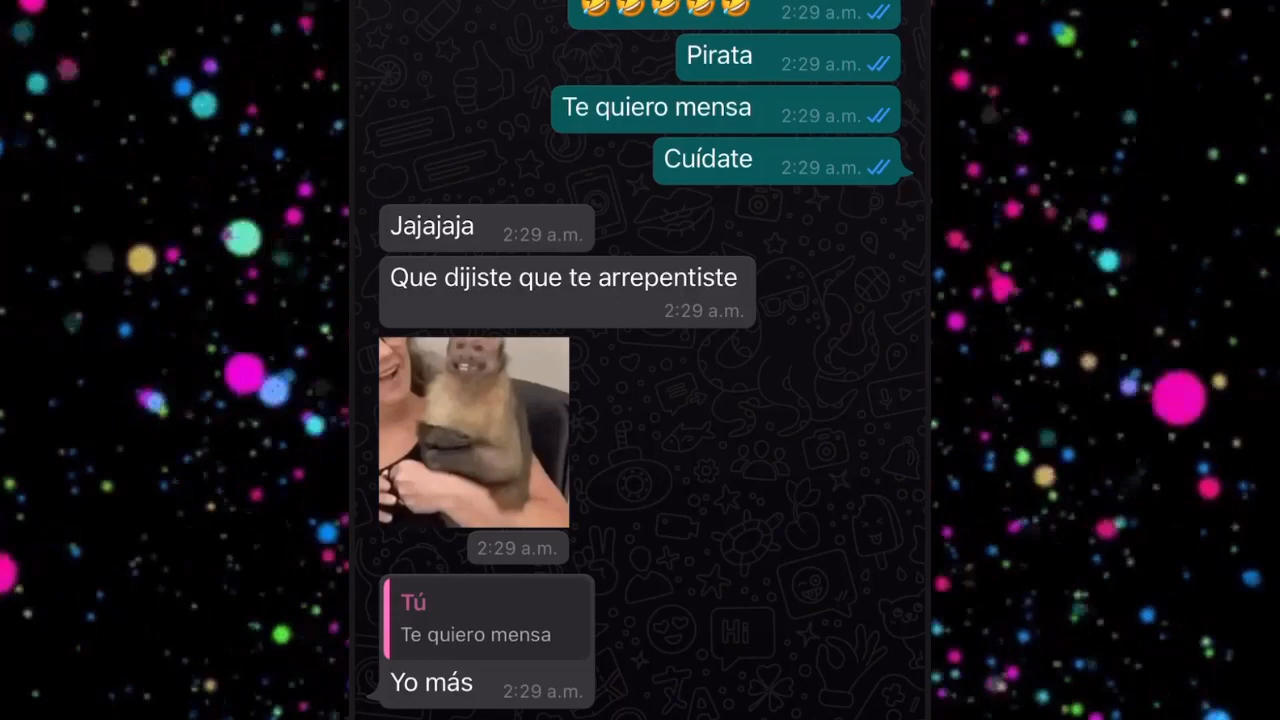 🤣🤣🤣🤣🤣 2:29 a.m.
Pirata 2:29 a.m.
Te quiero mensa 2:29 a.m.
Cuídate 2:29 a.m.
Jajajaja 2:29 a.m.
Que dijiste que te arrepentiste
2:29 a.m.
2:29 a.m.
Tú
Te quiero mensa
Yo más 2:29 a.m.
Hi